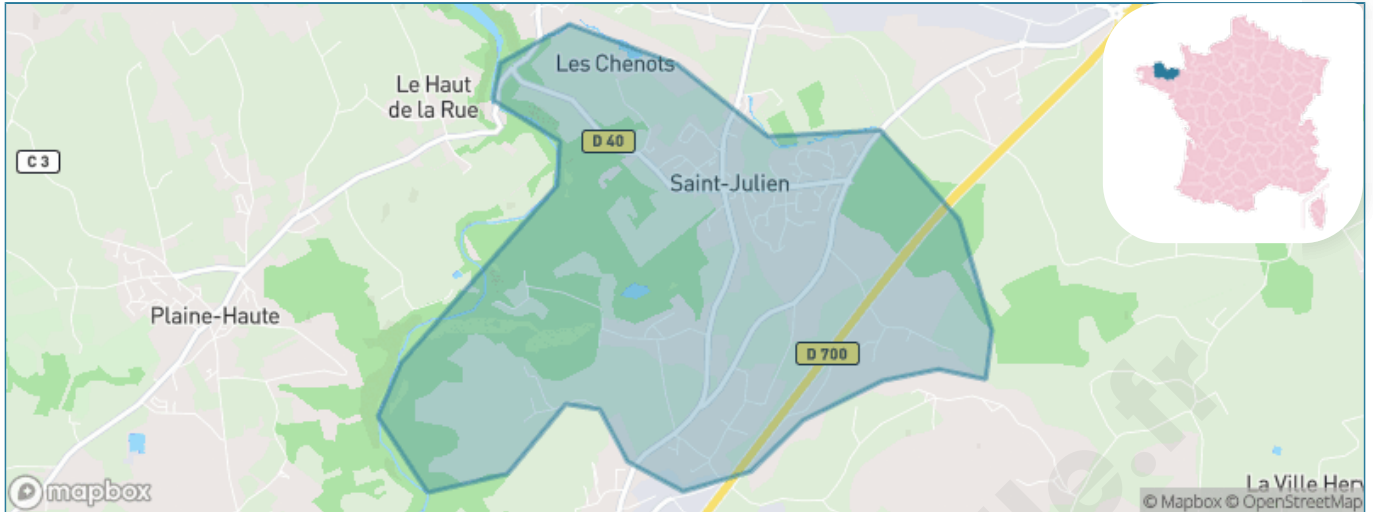 Les Chenots
Le Haut
de la Rue
D 40
C 3
Saint-Julien
Plaine-Haute
D 700
La Ville Herv
mapbox
© Mapbox © OpenStreetMap